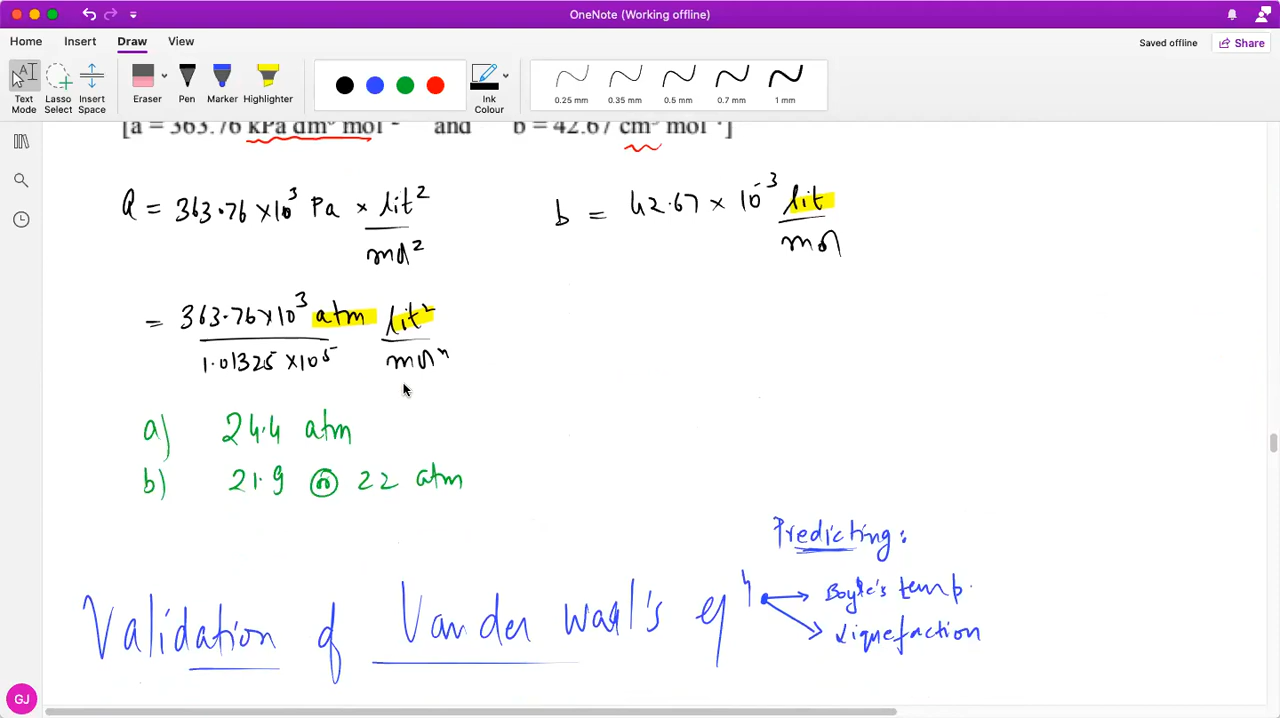 OneNote (Working offline)
Home Insert Draw View
Saved offline Share
Text Mode
Lasso Select
Insert Space
Eraser
Pen
Marker
Highlighter
Ink Colour
0.25 mm 0.35 mm 0.5 mm 0.7 mm 1 mm
[a = 363.76 kPa dm⁶ mol⁻² and b = 42.67 cm³ mol⁻¹]
a = 363.76 × 10³ Pa × lit²/mol²
b = 42.67 × 10⁻³ lit/mol
= 363.76 × 10³ atm / 1.01325 × 10⁵ lit²/mol²
a) 24.4 atm
b) 21.9 or 22 atm
Predicting:
Validation of Van der waal's eqⁿ
Boyle's temp.
Liquefaction
GJ